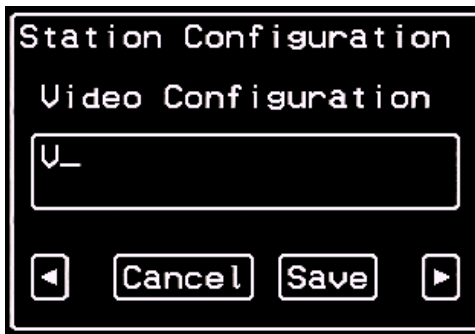 Station Configuration
Video Configuration
V_
◄ Cancel Save ►